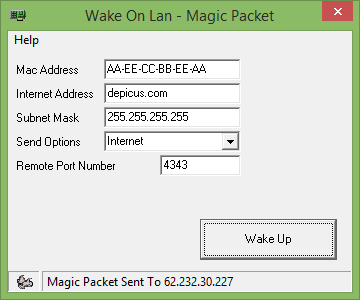 Wake On Lan - Magic Packet
Help
Mac Address AA-EE-CC-BB-EE-AA
Internet Address depicus.com
Subnet Mask 255.255.255.255
Send Options Internet
Remote Port Number 4343
Wake Up
Magic Packet Sent To 62.232.30.227